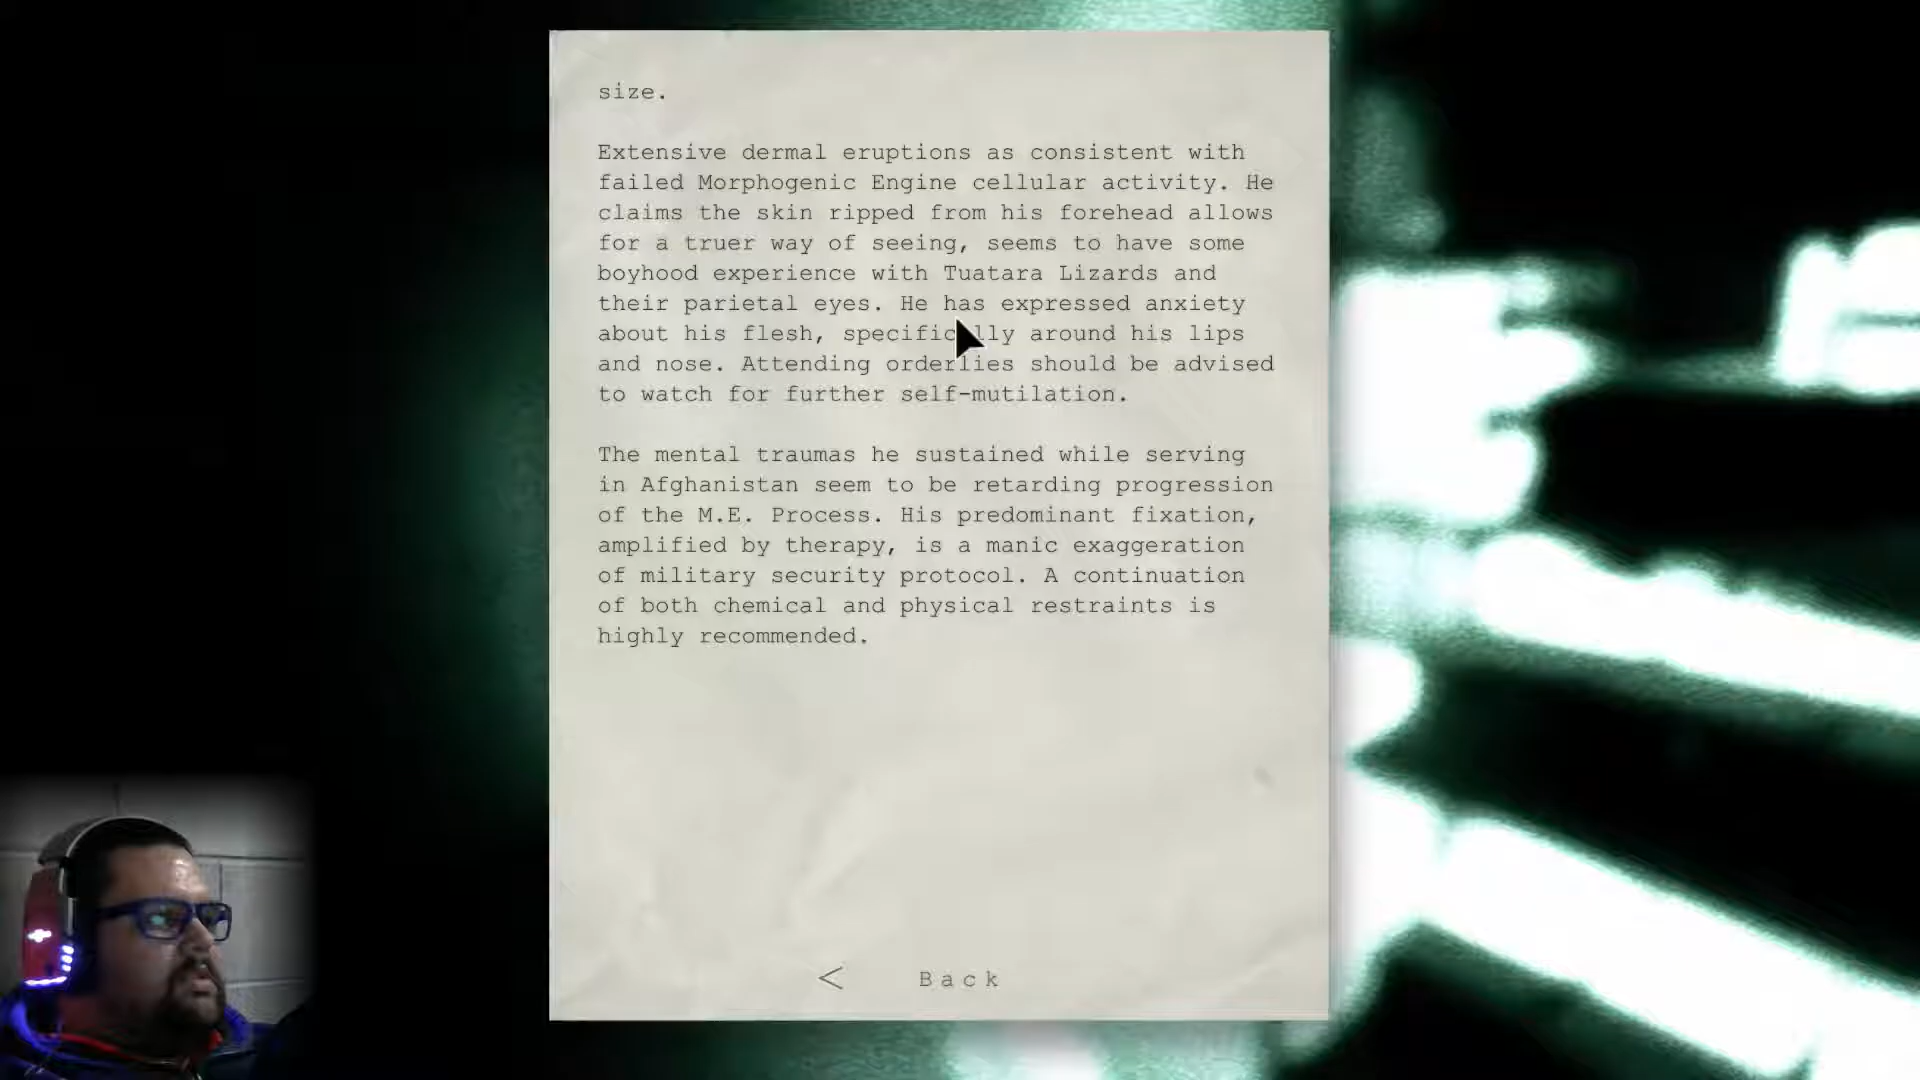 size.
Extensive dermal eruptions as consistent with
failed Morphogenic Engine cellular activity. He
claims the skin ripped from his forehead allows
for a truer way of seeing, seems to have some
boyhood experience with Tuatara Lizards and
their parietal eyes. He has expressed anxiety
about his flesh, specifically around his lips
and nose. Attending orderlies should be advised
to watch for further self-mutilation.
The mental traumas he sustained while serving
in Afghanistan seem to be retarding progression
of the M.E. Process. His predominant fixation,
amplified by therapy, is a manic exaggeration
of military security protocol. A continuation
of both chemical and physical restraints is
highly recommended.
< Back